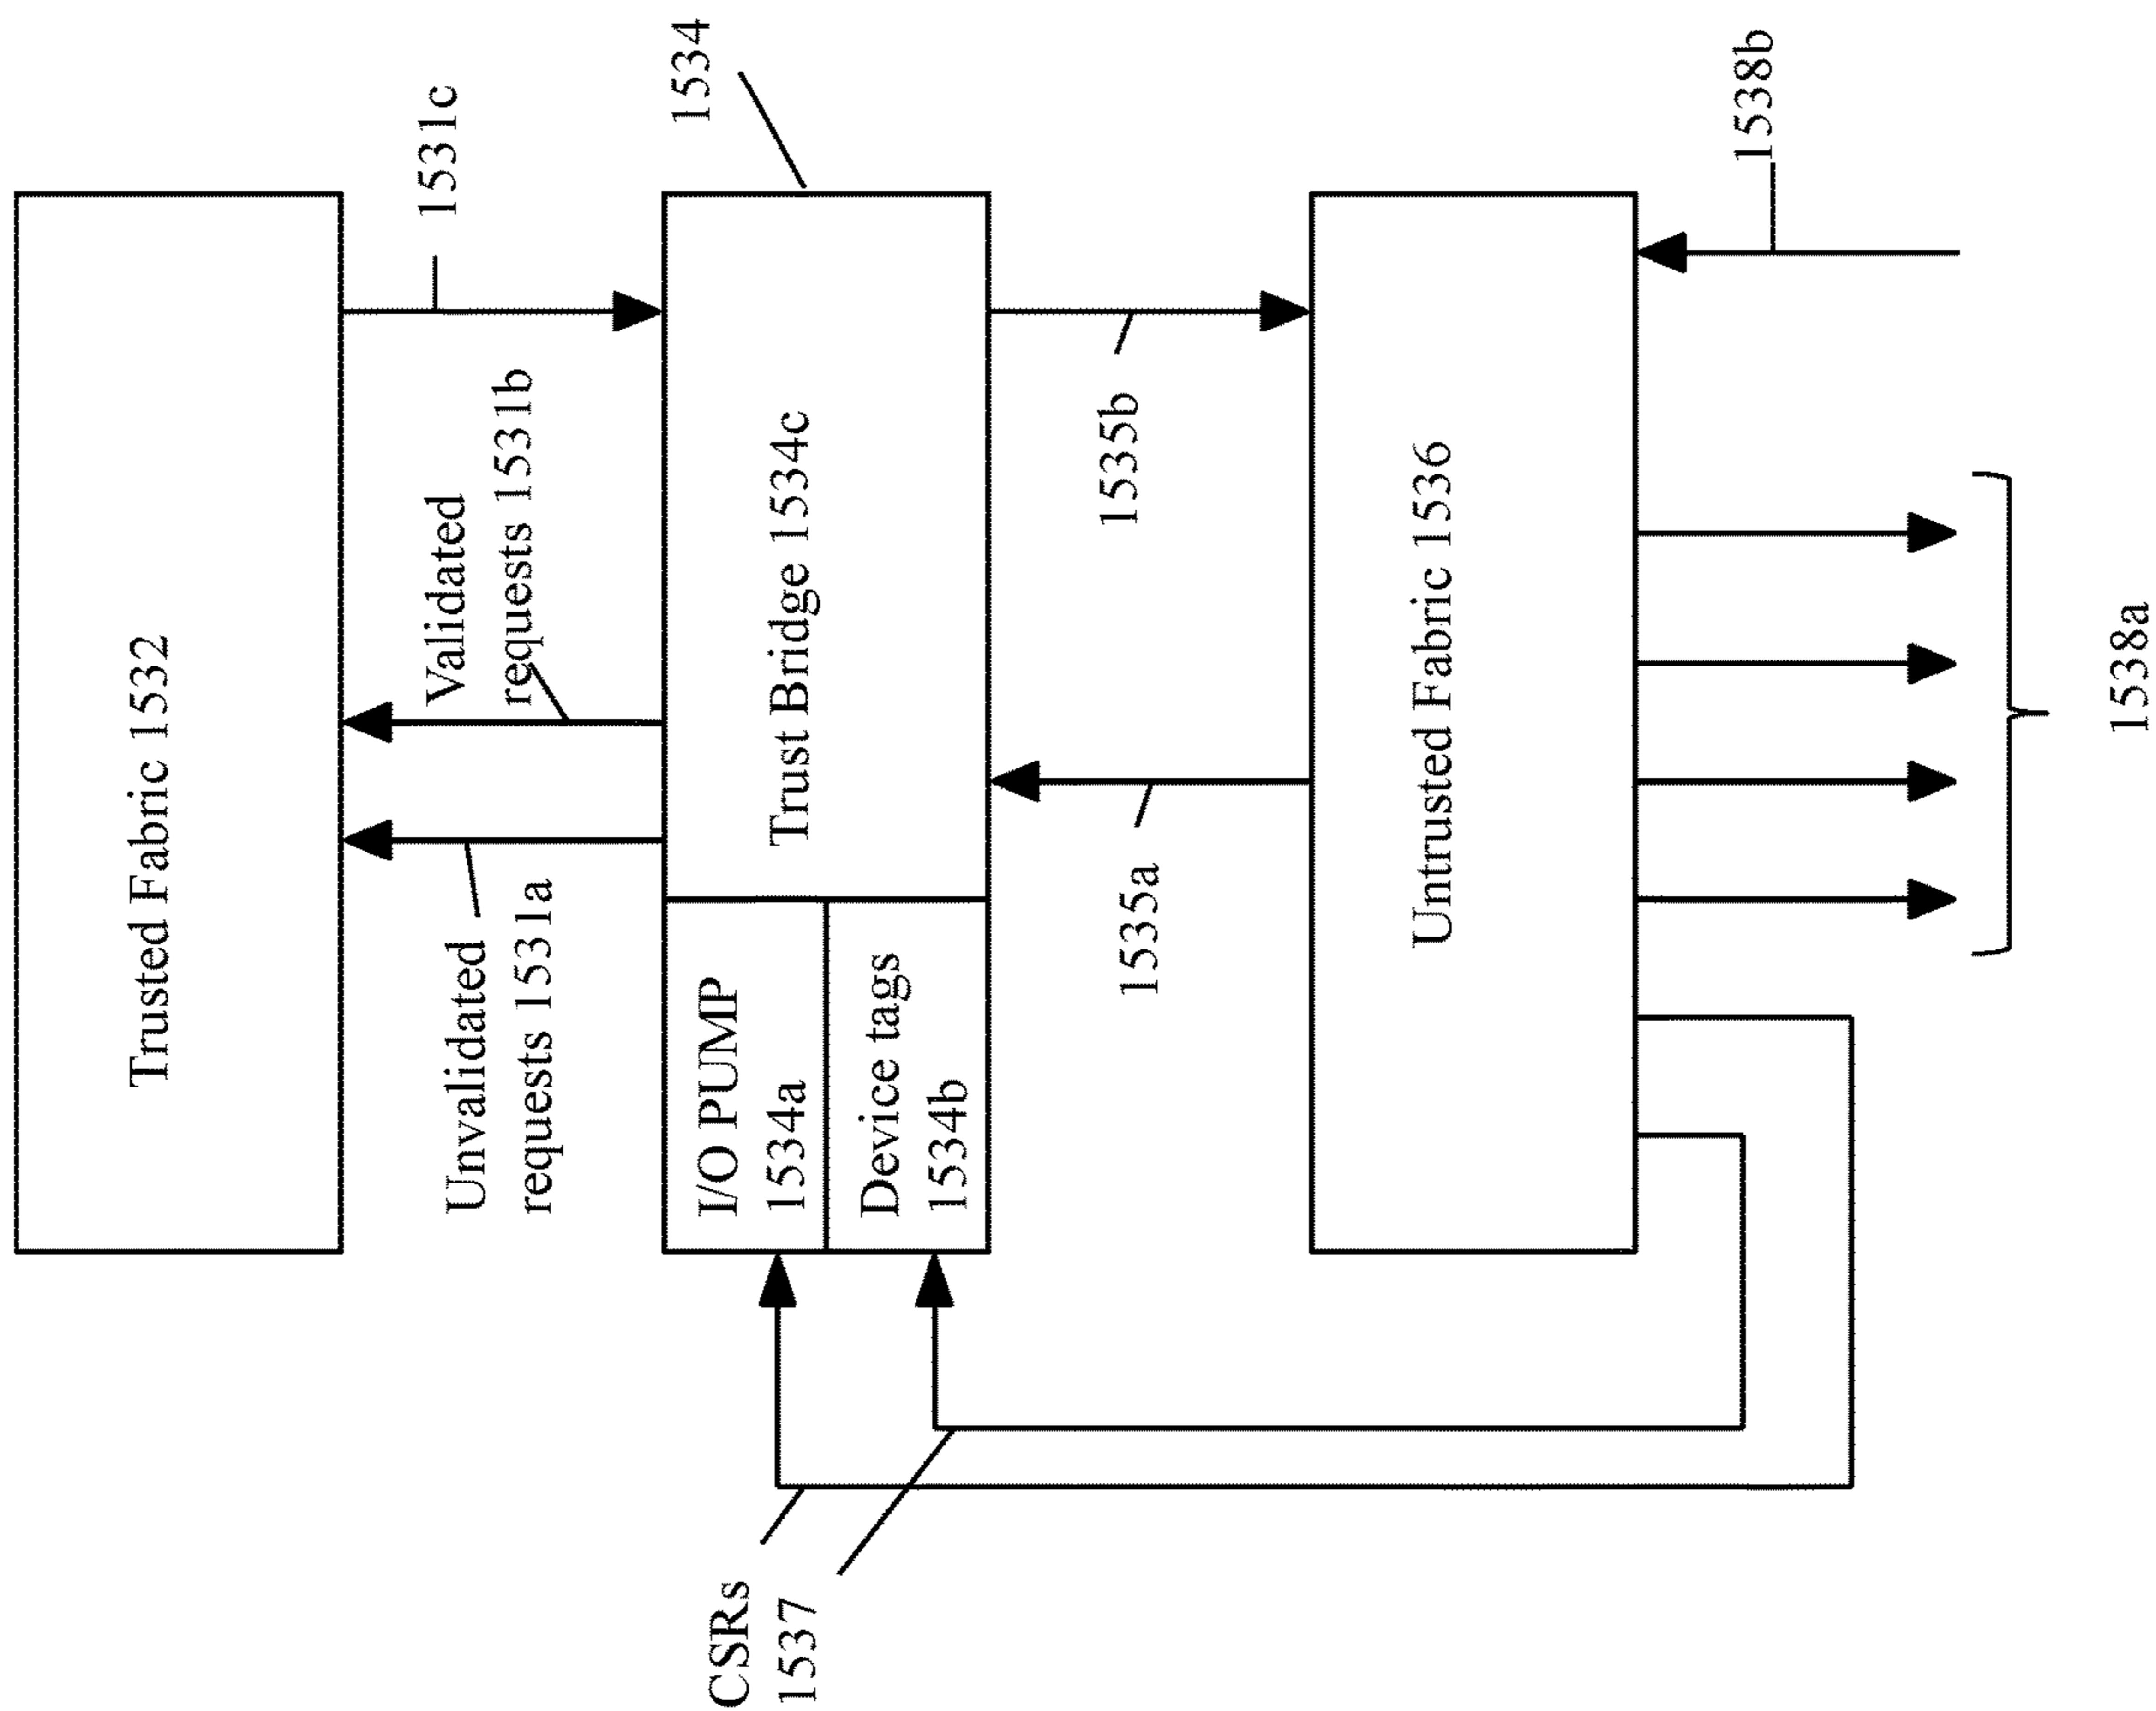 Trusted Fabric 1532
1531c
Validated
requests 1531b
Unvalidated
requests 1531a
1534
Trust Bridge 1534c
I/O PUMP
1534a
Device tags
1534b
1535b
1535a
Untrusted Fabric 1536
1538b
1538a
CSRs
1537